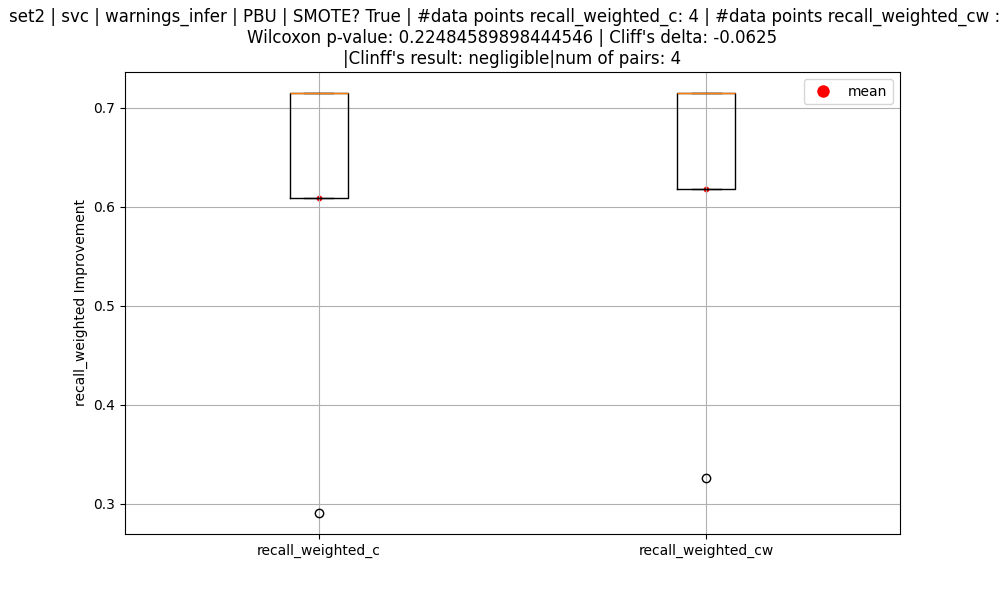 set2 | svc | warnings_infer | PBU | SMOTE? True | #data points recall_weighted_c: 4 | #data points recall_weighted_cw :
Wilcoxon p-value: 0.22484589898444546 | Cliff's delta: -0.0625
|Clinff's result: negligible|num of pairs: 4
mean
0.7
0.6
0.5
0.4
0.3
recall_weighted Improvement
recall_weighted_c
recall_weighted_cw